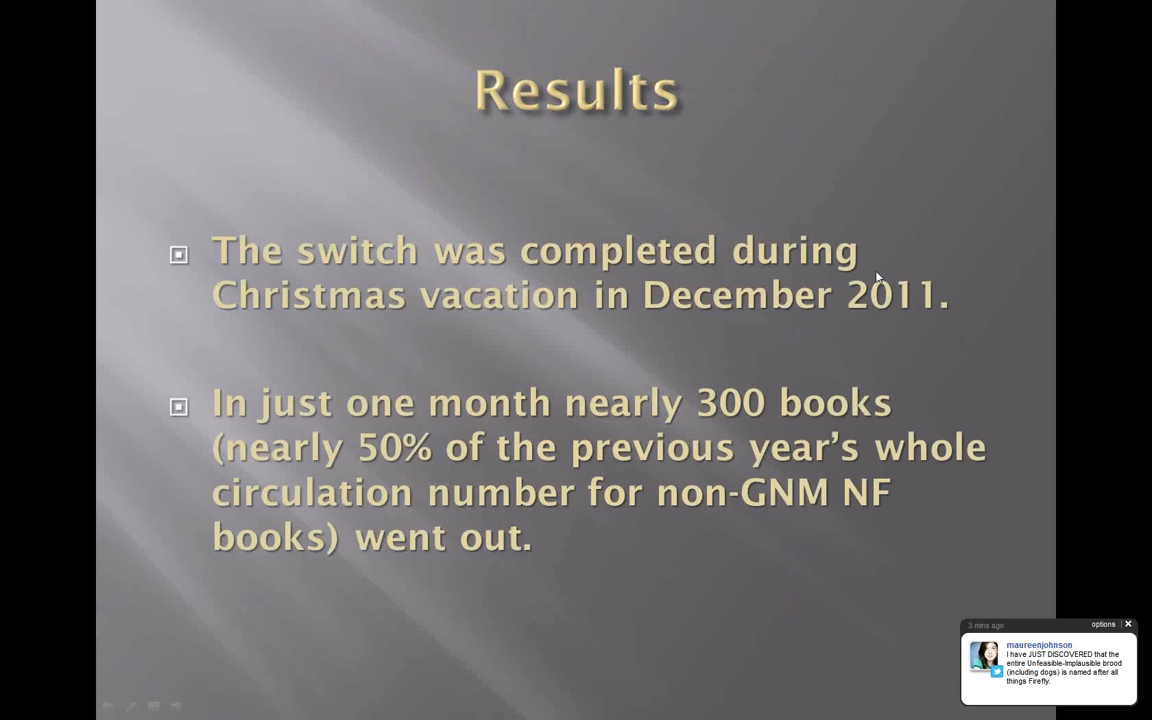 Results
The switch was completed during
Christmas vacation in December 2011.
In just one month nearly 300 books
(nearly 50% of the previous year’s whole
circulation number for non-GNM NF
books) went out.
3 mins ago
options
maureenjohnson
I have JUST DISCOVERED that the
entire Unfeasible-Implausible brood
(including dogs) is named after all
things Firefly.